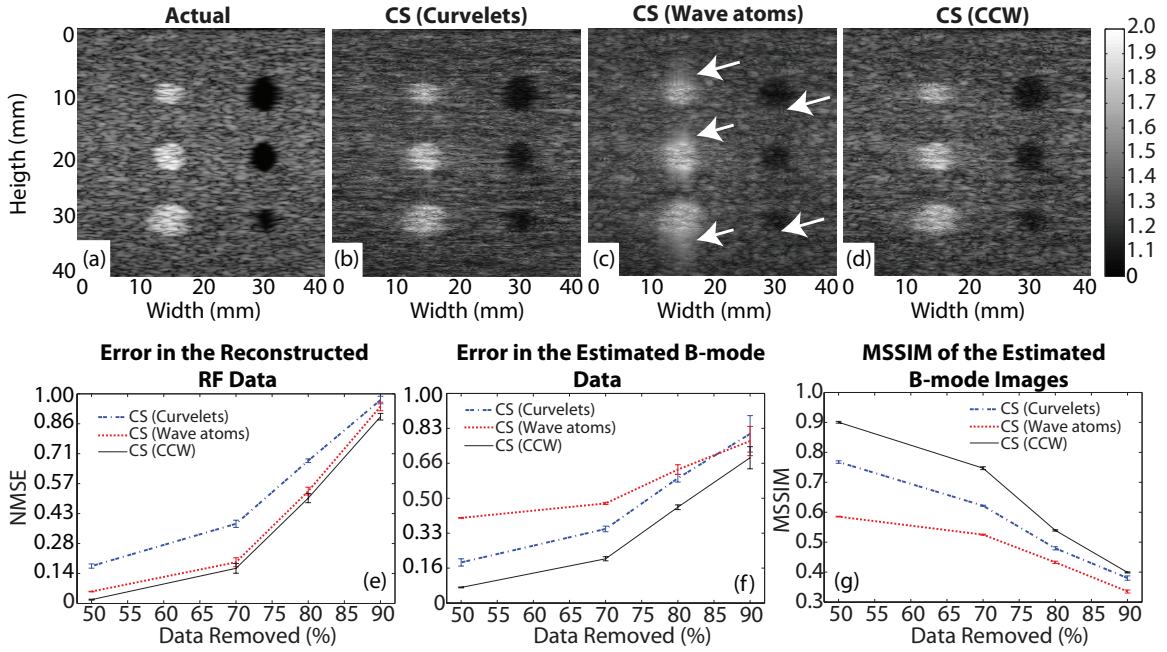 Actual CS (Curvelets) CS (Wave atoms) CS (CCW)
0
10
20
30
40
Heigth (mm)
(a) (b) (c) (d)
2.0
1.9
1.8
1.7
1.6
1.5
1.4
1.3
1.2
1.1
0
0 10 20 30 40 0 10 20 30 40 0 10 20 30 40 0 10 20 30 40
Width (mm) Width (mm) Width (mm) Width (mm)
Error in the Reconstructed
RF Data
1.00
0.86
0.71
0.57
0.43
0.28
0.14
0
NMSE
CS (Curvelets)
CS (Wave atoms)
CS (CCW)
(e)
50 55 60 65 70 75 80 85 90
Data Removed (%)
Error in the Estimated B-mode
Data
1.00
0.83
0.66
0.50
0.33
0.16
0
CS (Curvelets)
CS (Wave atoms)
CS (CCW)
(f)
50 55 60 65 70 75 80 85 90
Data Removed (%)
MSSIM of the Estimated
B-mode Images
1.0
0.9
0.8
0.7
0.6
0.5
0.4
0.3
MSSIM
CS (Curvelets)
CS (Wave atoms)
CS (CCW)
(g)
50 55 60 65 70 75 80 85 90
Data Removed (%)